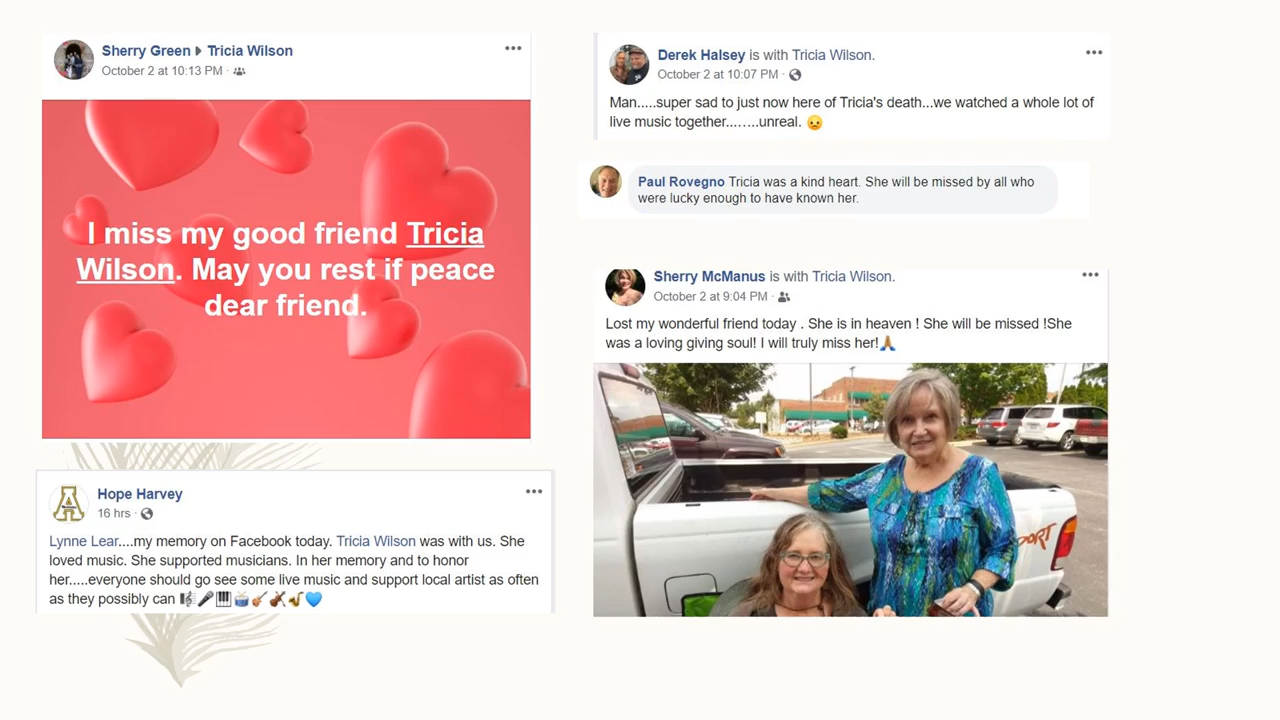 Sherry Green ▸ Tricia Wilson
October 2 at 10:13 PM ·
I miss my good friend Tricia
Wilson. May you rest if peace
dear friend.
A
Hope Harvey
16 hrs ·
Lynne Lear....my memory on Facebook today. Tricia Wilson was with us. She
loved music. She supported musicians. In her memory and to honor
her.....everyone should go see some live music and support local artist as often
as they possibly can 🎼🎤🎹🥁🎸🎻🎷💙
Derek Halsey is with Tricia Wilson.
October 2 at 10:07 PM ·
Man.....super sad to just now here of Tricia's death...we watched a whole lot of
live music together........unreal. 😠
Paul Rovegno Tricia was a kind heart. She will be missed by all who
were lucky enough to have known her.
Sherry McManus is with Tricia Wilson.
October 2 at 9:04 PM ·
Lost my wonderful friend today . She is in heaven ! She will be missed !She
was a loving giving soul! I will truly miss her!🙏
PORT